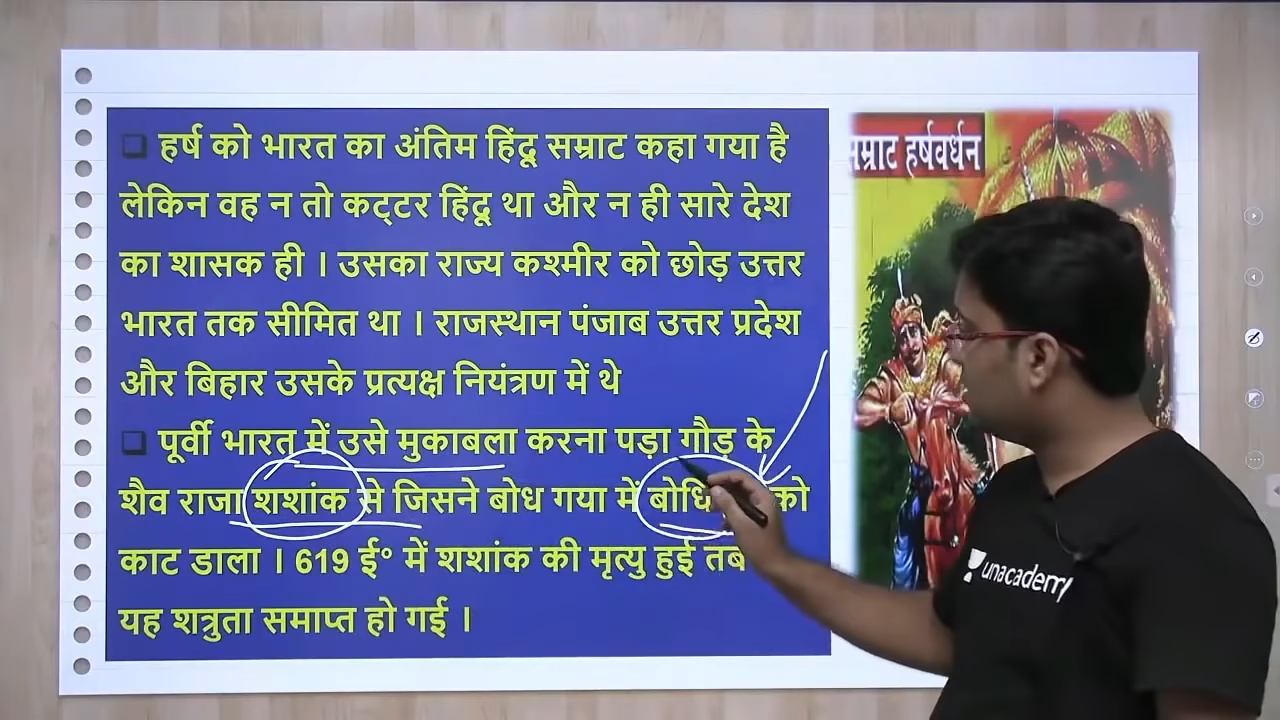 ❑ हर्ष को भारत का अंतिम हिंदू सम्राट कहा गया है
लेकिन वह न तो कट्टर हिंदू था और न ही सारे देश
का शासक ही । उसका राज्य कश्मीर को छोड़ उत्तर
भारत तक सीमित था । राजस्थान पंजाब उत्तर प्रदेश
और बिहार उसके प्रत्यक्ष नियंत्रण में थे
❑ पूर्वी भारत में उसे मुकाबला करना पड़ा गौड़ के
शैव राजा शशांक से जिसने बोध गया में को
काट डाला । 619 ई° में शशांक की मृत्यु हुई तब
यह शत्रुता समाप्त हो गई ।
हर्षवर्धन
unacademy